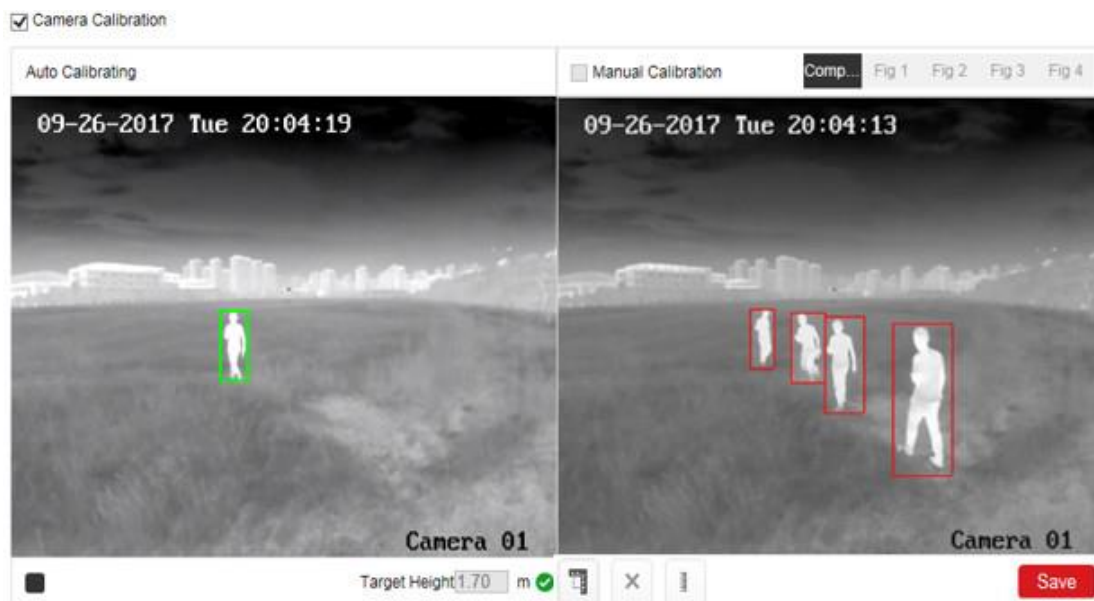 Camera Calibration
Auto Calibrating
Manual Calibration
Comp...
Fig 1
Fig 2
Fig 3
Fig 4
09-26-2017 Tue 20:04:19
09-26-2017 Tue 20:04:13
Camera 01
Camera 01
Target Height 1.70 m
Save